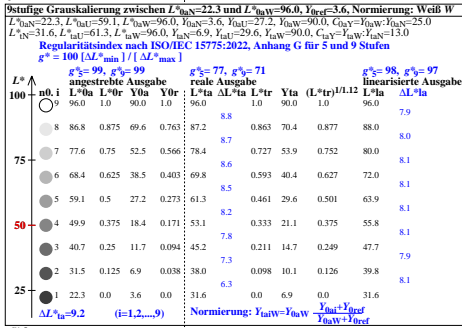 9stufige Grauskalierung zwischen L*0aN=22.3 und L*0aW=96.0, Y0ref=3.6, Normierung: Weiß W
L*0aN=22.3, L*0aU=59.1, L*0aW=96.0, Y0aN=3.6, Y0aU=27.2, Y0aW=90.0, C0aY=Y0aW:Y0aN=25.0
L*taN=31.6, L*taU=61.3, L*taW=96.0, YtaN=6.9, YtaU=29.6, YtaW=90.0, CtaY=YtaW:YtaN=13.0
Regularitätsindex nach ISO/IEC 15775:2022, Anhang G für 5 und 9 Stufen
g* = 100 [ΔL*min ] / [ ΔL*max ]
g*5= 99, g*9= 99 g*5= 77, g*9= 71 g*5= 98, g*9= 97
angestrebte Ausgabe reale Ausgabe linearisierte Ausgabe
L* n0. i L*0a L*0r Y0a Y0r L*ta ΔL*ta L*tr Yta (L*tr)1/1.12 L*la ΔL*la
100 9 96.0 1.0 90.0 1.0 96.0 1.0 90.0 1.0 96.0
8.8 7.9
8 86.8 0.875 69.6 0.763 87.2 0.863 70.4 0.877 88.0
8.7 8.0
75 7 77.6 0.75 52.5 0.566 78.4 0.727 53.9 0.752 80.0
8.6 8.1
6 68.4 0.625 38.5 0.403 69.8 0.593 40.4 0.627 72.0
8.5 8.1
5 59.1 0.5 27.2 0.273 61.3 0.461 29.6 0.501 63.9
8.2 8.1
50 4 49.9 0.375 18.4 0.171 53.1 0.333 21.1 0.375 55.8
7.8 8.1
3 40.7 0.25 11.7 0.094 45.2 0.211 14.7 0.249 47.7
7.3 7.9
2 31.5 0.125 6.9 0.038 38.0 0.098 10.1 0.126 39.8
6.3 8.1
25 1 22.3 0.0 3.6 0.0 31.6 0.0 6.9 0.0 31.6
ΔL*ta=9.2 (i=1,2,...,9) Normierung: YtaiW=Y0aW Y0ai+Y0ref
Y0aW+Y0ref